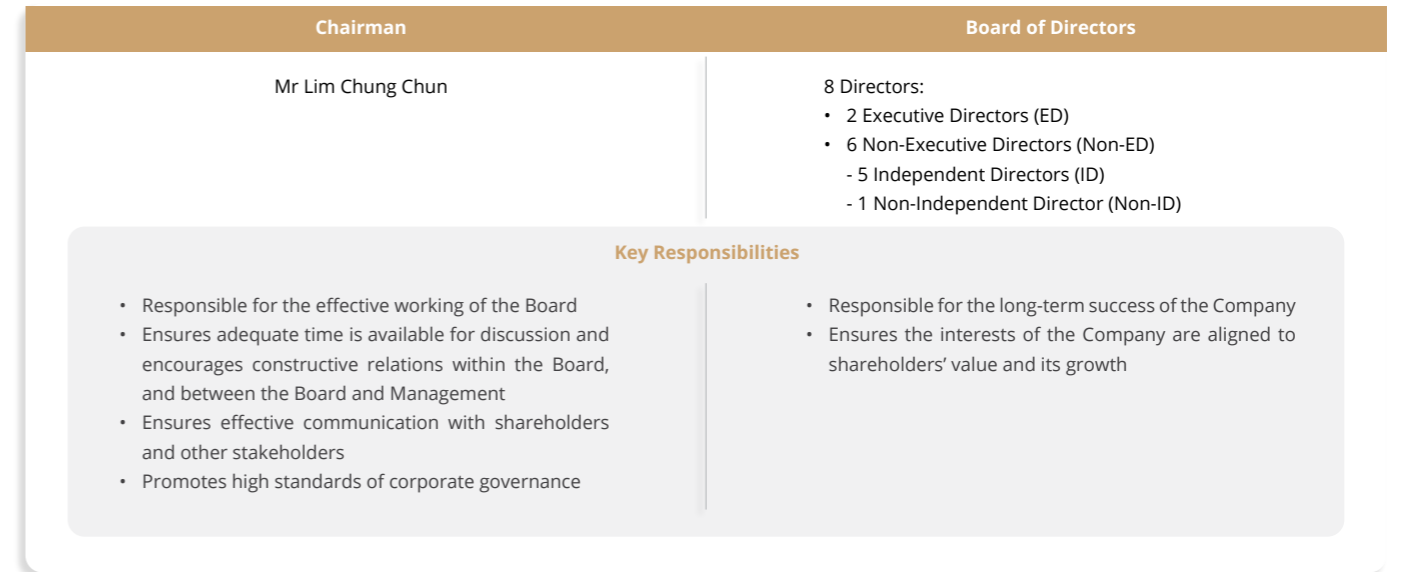 Chairman
Board of Directors
Mr Lim Chung Chun
8 Directors:
• 2 Executive Directors (ED)
• 6 Non-Executive Directors (Non-ED)
- 5 Independent Directors (ID)
- 1 Non-Independent Director (Non-ID)
Key Responsibilities
• Responsible for the effective working of the Board
• Ensures adequate time is available for discussion and
encourages constructive relations within the Board,
and between the Board and Management
• Ensures effective communication with shareholders
and other stakeholders
• Promotes high standards of corporate governance
• Responsible for the long-term success of the Company
• Ensures the interests of the Company are aligned to
shareholders’ value and its growth